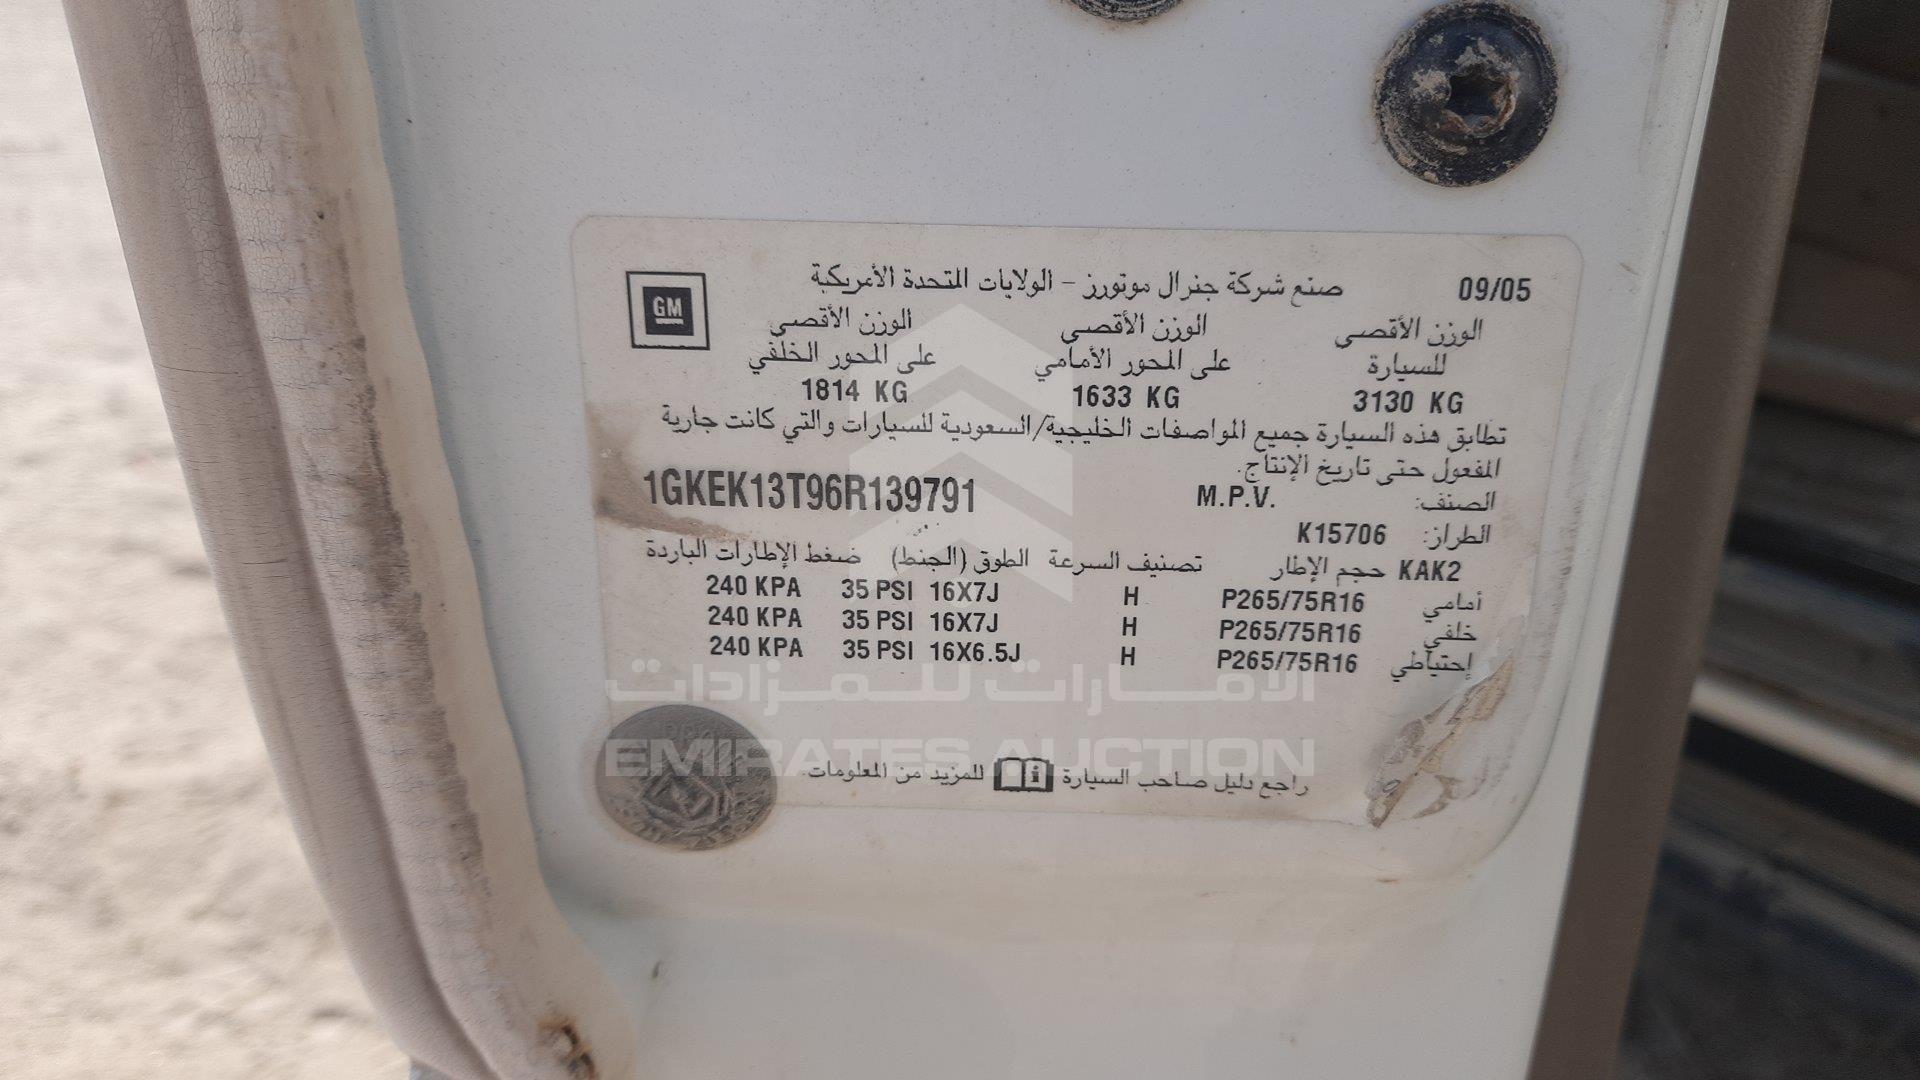 GM
صنع شركة جنرال موتورز - الولايات المتحدة الأمريكية 09/05
الوزن الأقصى الوزن الأقصى الوزن الأقصى
للسيارة على المحور الأمامي على المحور الخلفي
3130 KG 1633 KG 1814 KG
تطابق هذه السيارة جميع المواصفات الخليجية/السعودية للسيارات والتي كانت جارية
المفعول حتى تاريخ الإنتاج.
1GKEK13T96R139791
الصنف: M.P.V.
الطراز: K15706
KAK2 حجم الإطار تصنيف السرعة الطوق (الجنط) ضغط الإطارات الباردة
أمامي P265/75R16 H 16X7J 35 PSI 240 KPA
خلفي P265/75R16 H 16X7J 35 PSI 240 KPA
إحتياطي P265/75R16 H 16X6.5J 35 PSI 240 KPA
الامارات للمزادات
EMIRATES AUCTION
راجع دليل صاحب السيارة للمزيد من المعلومات.